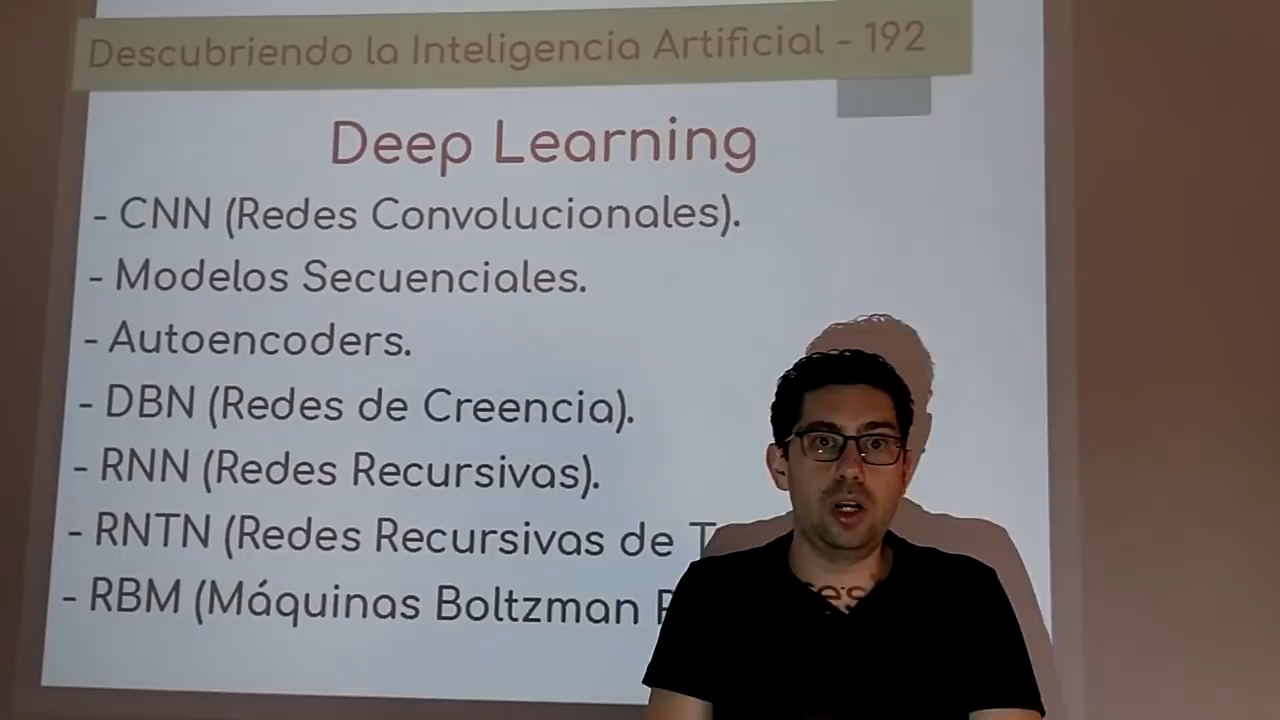 Descubriendo la Inteligencia Artificial - 192
Deep Learning
- CNN (Redes Convolucionales).
- Modelos Secuenciales.
- Autoencoders.
- DBN (Redes de Creencia).
- RNN (Redes Recursivas).
- RNTN (Redes Recursivas de
- RBM (Máquinas Boltzman